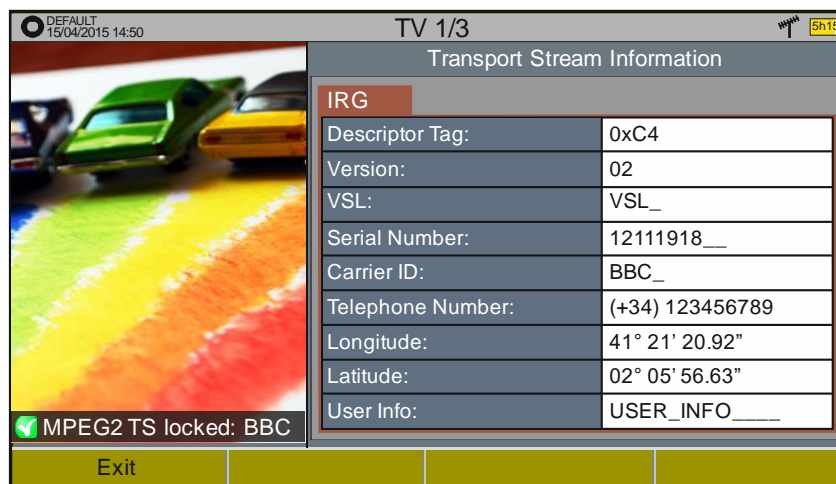 DEFAULT
15/04/2015 14:50
TV 1/3
5h15
Transport Stream Information
IRG
Descriptor Tag: 0xC4
Version: 02
VSL: VSL_
Serial Number: 12111918__
Carrier ID: BBC_
Telephone Number: (+34) 123456789
Longitude: 41° 21’ 20.92”
Latitude: 02° 05’ 56.63”
User Info: USER_INFO____
MPEG2 TS locked: BBC
Exit